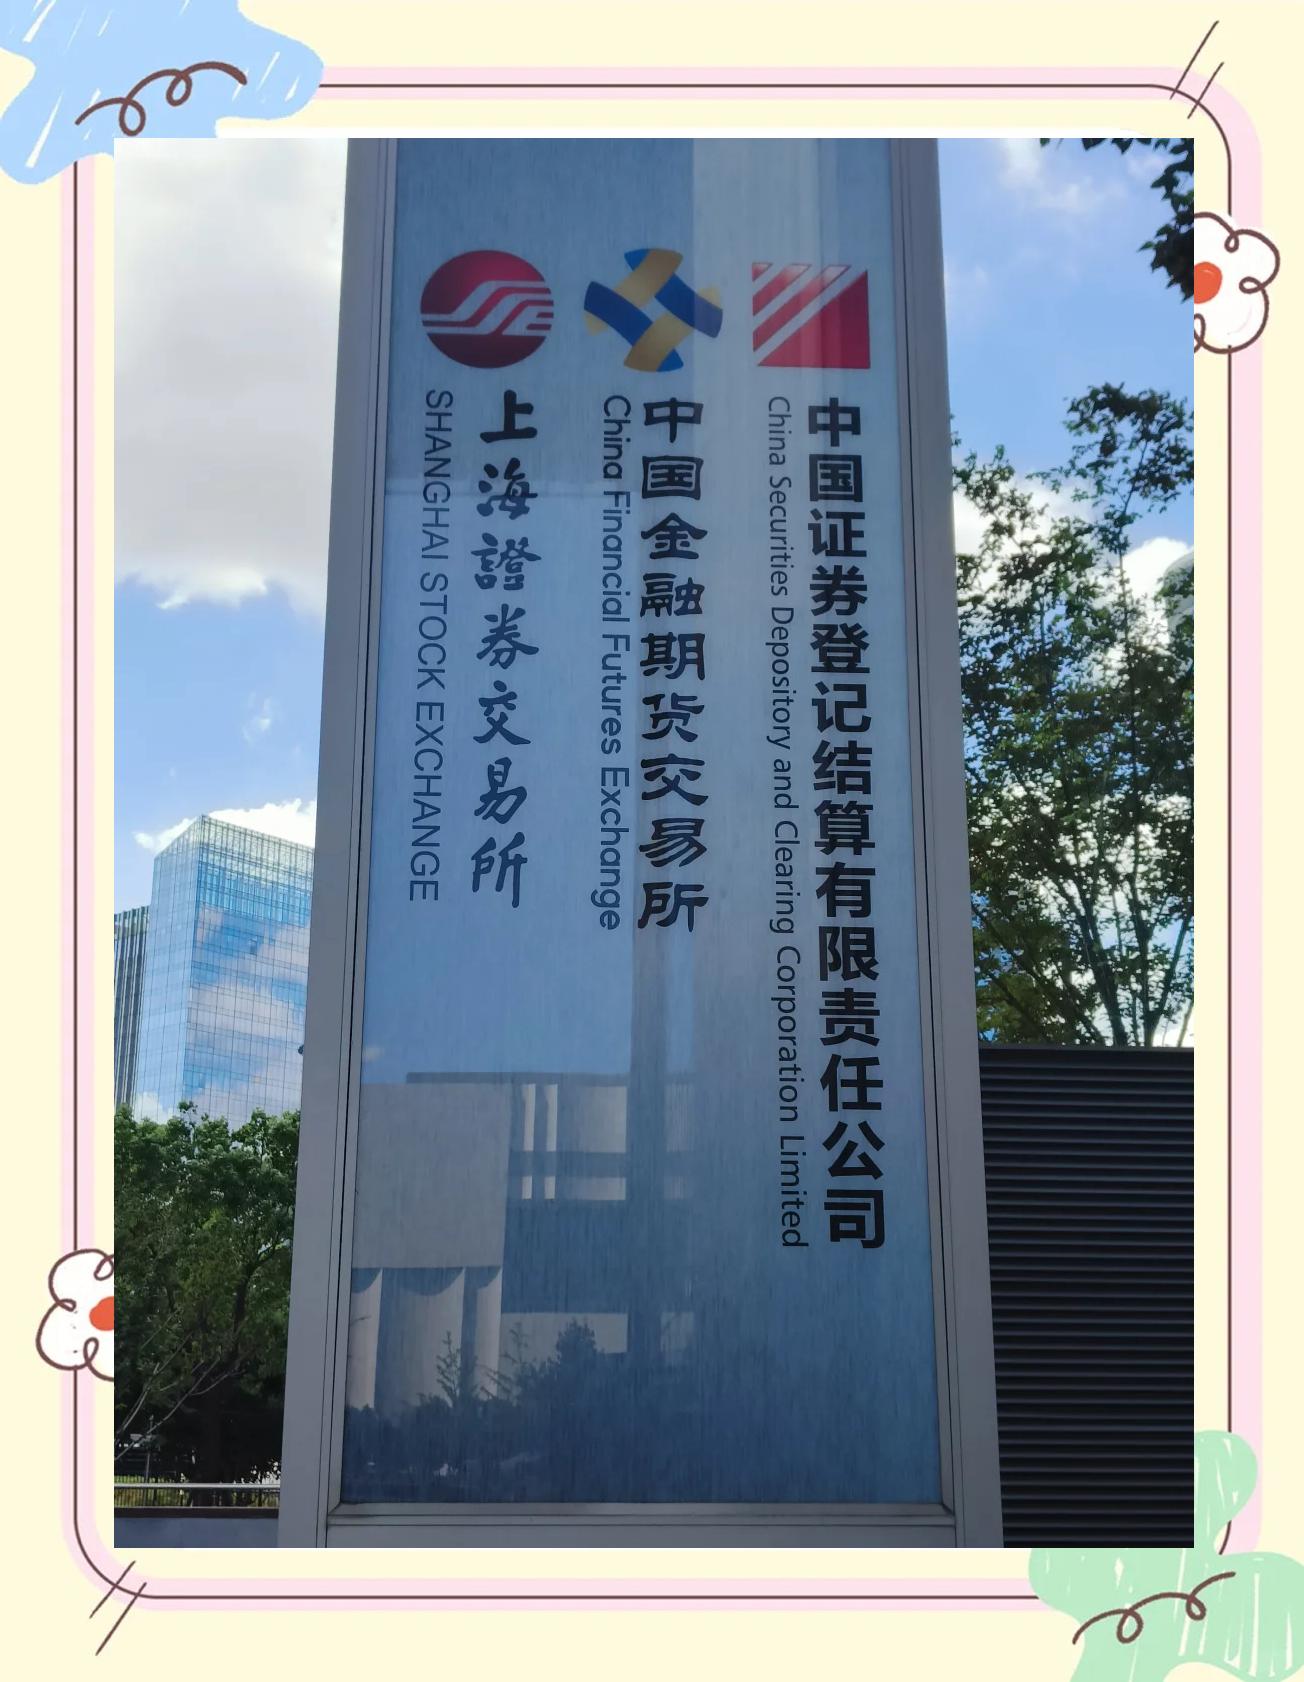 上海證券交易所
SHANGHAI STOCK EXCHANGE
中国金融期货交易所
China Financial Futures Exchange
中国证券登记结算有限责任公司
China Securities Depository and Clearing Corporation Limited